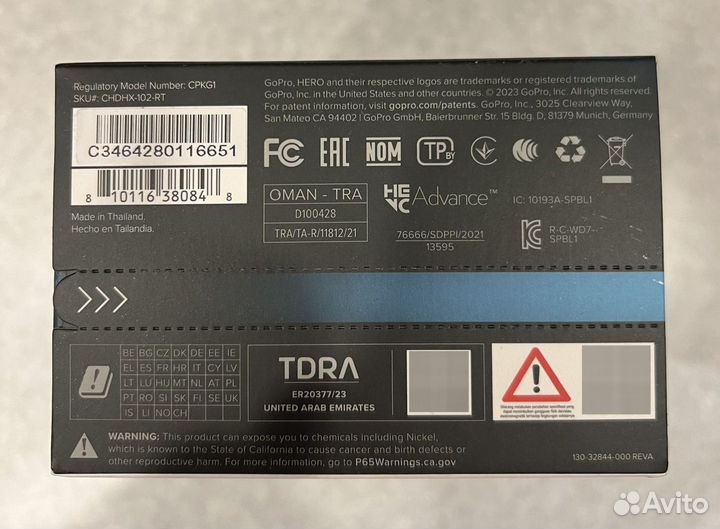 Regulatory Model Number: CPKG1
SKU#: CHDHX-102-RT
C3464280116651
8 10116 38084 8
Made in Thailand.
Hecho en Tailandia.
GoPro, HERO and their respective logos are trademarks or registered trademarks of
GoPro, Inc. in the United States and other countries. © 2023 GoPro, Inc. All rights reserved.
For patent information, visit gopro.com/patents. GoPro, Inc., 3025 Clearview Way,
San Mateo CA 94402 | GoPro GmbH, Baierbrunner Str. 15 Bldg. D, 81379 Munich, Germany
FC EAC NOM TP BY
OMAN - TRA
D100428
TRA/TA-R/11812/21
HEVC Advance™
76666/SDPPI/2021
13595
IC: 10193A-SPBL1
R-C-WD7-
SPBL1
BE BG CZ DK DE EE IE
EL ES FR HR IT CY LV
LT LU HU MT NL AT PL
PT RO SI SK FI SE UK
IS LI NO CH
TDRA
ER20377/23
UNITED ARAB EMIRATES
WARNING: This product can expose you to chemicals including Nickel,
which is known to the State of California to cause cancer and birth defects or
other reproductive harm. For more information, go to P65Warnings.ca.gov
130-32844-000 REVA
Avito